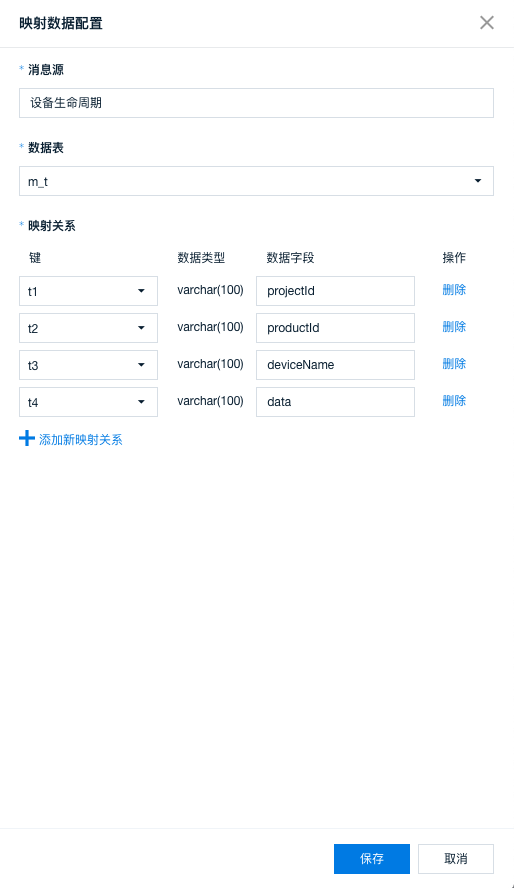 映射数据配置
* 消息源
设备生命周期
* 数据表
m_t
* 映射关系
键 数据类型 数据字段 操作
t1 varchar(100) projectId 删除
t2 varchar(100) productId 删除
t3 varchar(100) deviceName 删除
t4 varchar(100) data 删除
添加新映射关系
保存 取消